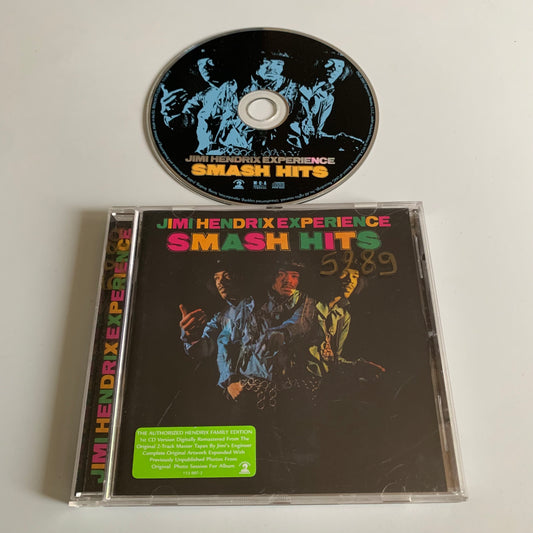 JIMI HENDRIX EXPERIENCE
SMASH HITS
JIMI HENDRIX EXPERIENCE
SMASH HITS
5989
JIMI HENDRIX EXPERIENCE
THE AUTHORIZED HENDRIX FAMILY EDITION
1st CD Version Digitally Remastered From The
Original 2-Track Master Tapes By Jimi's Engineer
Complete Original Artwork Expanded With
Previously Unpublished Photos From
Original Photo Session For Album